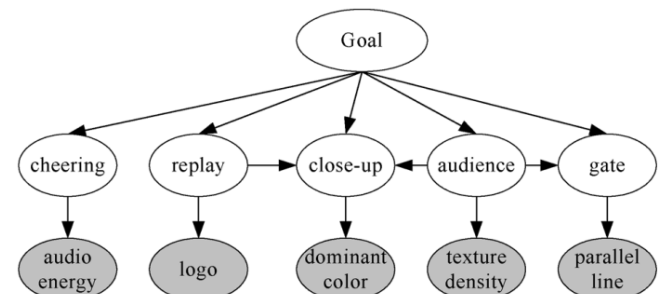 Goal
cheering
replay
close-up
audience
gate
audio
energy
logo
dominant
color
texture
density
parallel
line